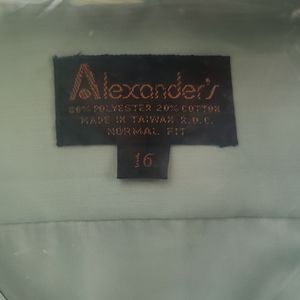 Alexander's
80% POLYESTER 20% COTTON
MADE IN TAIWAN R.O.C.
NORMAL FIT
16